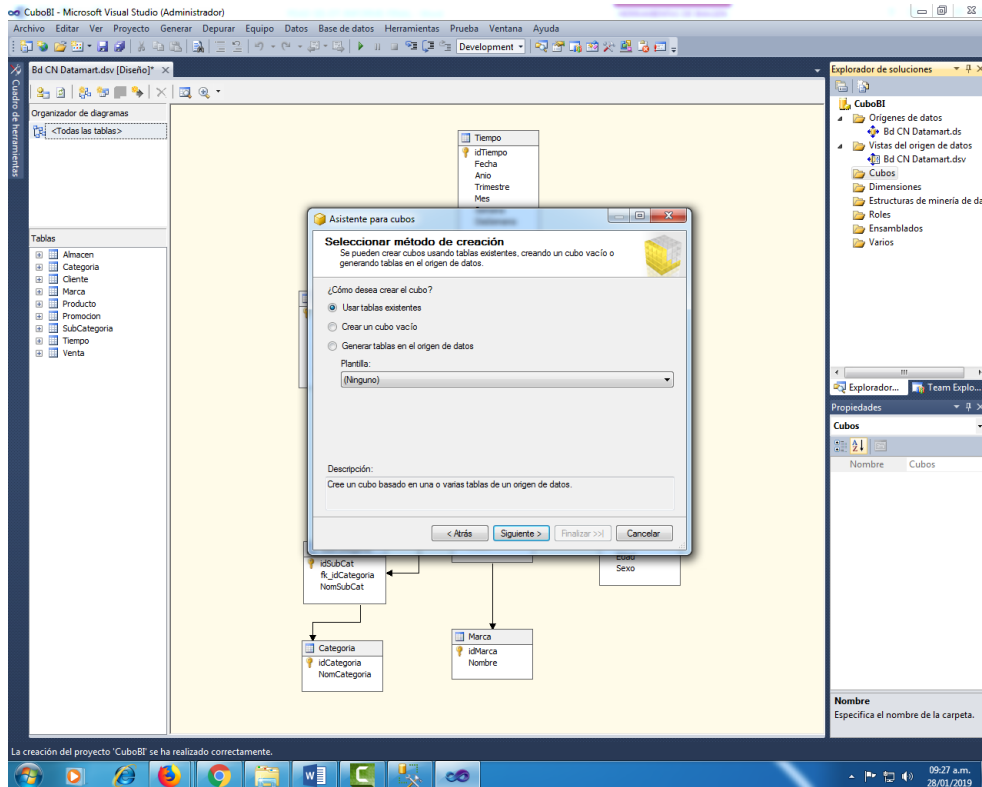 CuboBI - Microsoft Visual Studio (Administrador)
Archivo Editar Ver Proyecto Generar Depurar Equipo Datos Base de datos Herramientas Prueba Ventana Ayuda
Development
Cuadro de herramientas
Bd CN Datamart.dsv [Diseño]*
Organizador de diagramas
<Todas las tablas>
Tablas
Almacen
Categoria
Cliente
Marca
Producto
Promocion
SubCategoria
Tiempo
Venta
Tiempo
idTiempo
Fecha
Anio
Trimestre
Mes
Asistente para cubos
Seleccionar método de creación
Se pueden crear cubos usando tablas existentes, creando un cubo vacío o
generando tablas en el origen de datos.
¿Cómo desea crear el cubo?
Usar tablas existentes
Crear un cubo vacío
Generar tablas en el origen de datos
Plantilla:
(Ninguno)
Descripción:
Cree un cubo basado en una o varias tablas de un origen de datos.
< Atrás
Siguiente >
Finalizar >>|
Cancelar
idSubCat
fk_idCategoria
NomSubCat
Edad
Sexo
Categoria
idCategoria
NomCategoria
Marca
idMarca
Nombre
Explorador de soluciones
CuboBI
Orígenes de datos
Bd CN Datamart.ds
Vistas del origen de datos
Bd CN Datamart.dsv
Cubos
Dimensiones
Estructuras de minería de da
Roles
Ensamblados
Varios
Explorador...
Team Explo...
Propiedades
Cubos
Nombre Cubos
Nombre
Especifica el nombre de la carpeta.
La creación del proyecto 'CuboBI' se ha realizado correctamente.
09:27 a.m.
28/01/2019